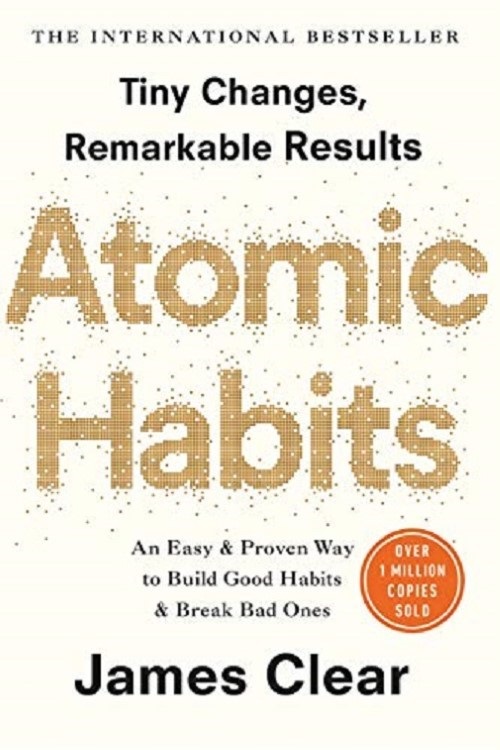 THE INTERNATIONAL BESTSELLER
Tiny Changes,
Remarkable Results
Atomic
Habits
An Easy & Proven Way
to Build Good Habits
& Break Bad Ones
OVER
1 MILLION
COPIES
SOLD
James Clear